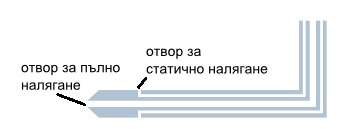 отвор за
статично налягане
отвор за пълно
налягане